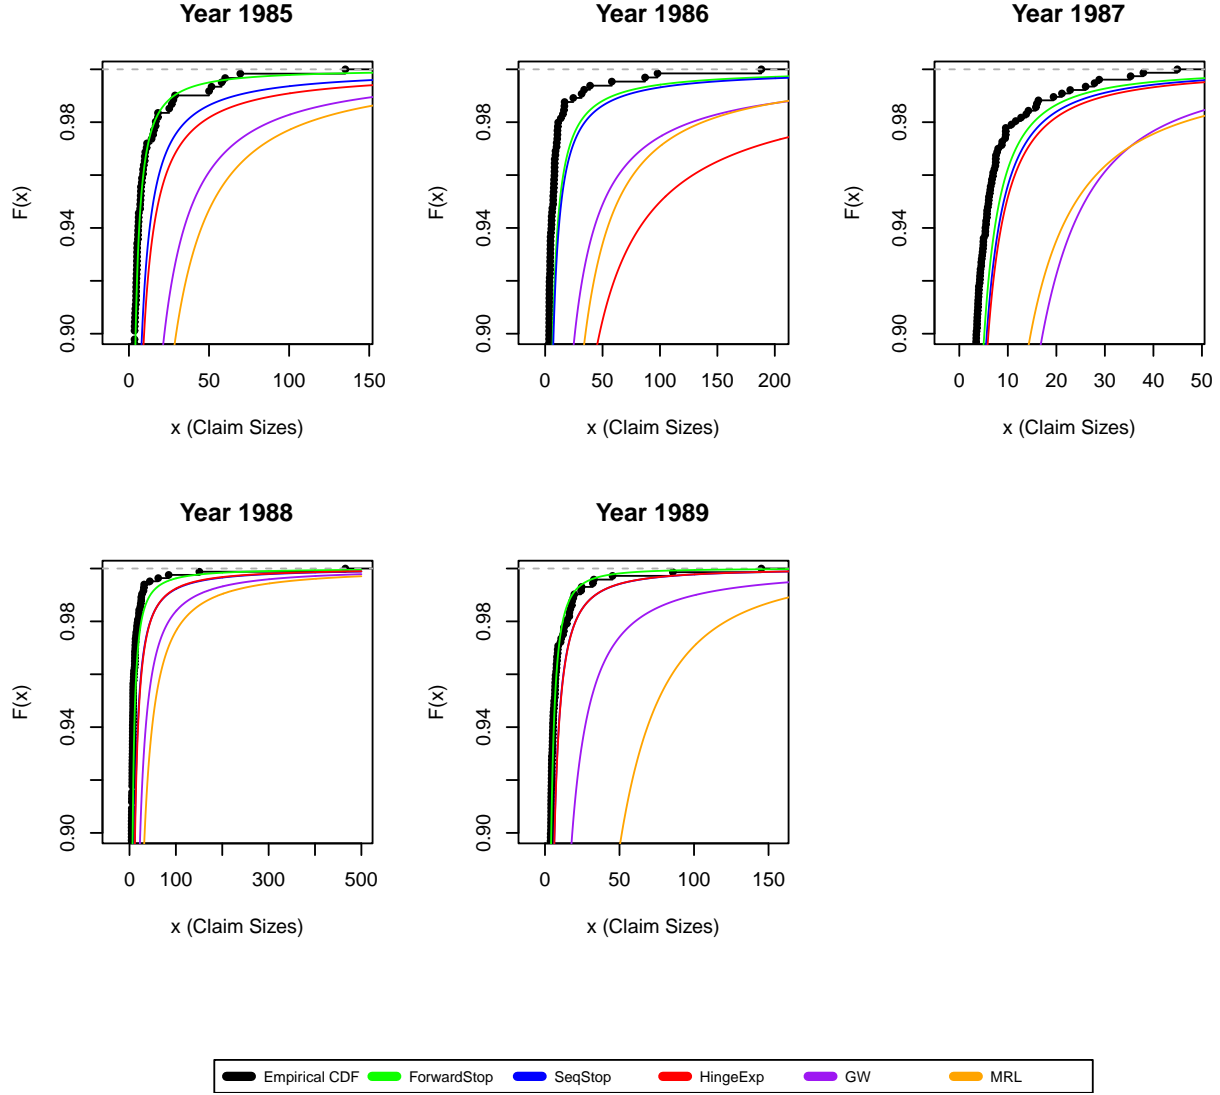 Year 1985
Year 1986
Year 1987
F(x)
0.90
0.94
0.98
0 50 100 150
x (Claim Sizes)
F(x)
0.90
0.94
0.98
0 50 100 150 200
x (Claim Sizes)
F(x)
0.90
0.94
0.98
0 10 20 30 40 50
x (Claim Sizes)
Year 1988
Year 1989
F(x)
0.90
0.94
0.98
0 100 300 500
x (Claim Sizes)
F(x)
0.90
0.94
0.98
0 50 100 150
x (Claim Sizes)
Empirical CDF ForwardStop SeqStop HingeExp GW MRL